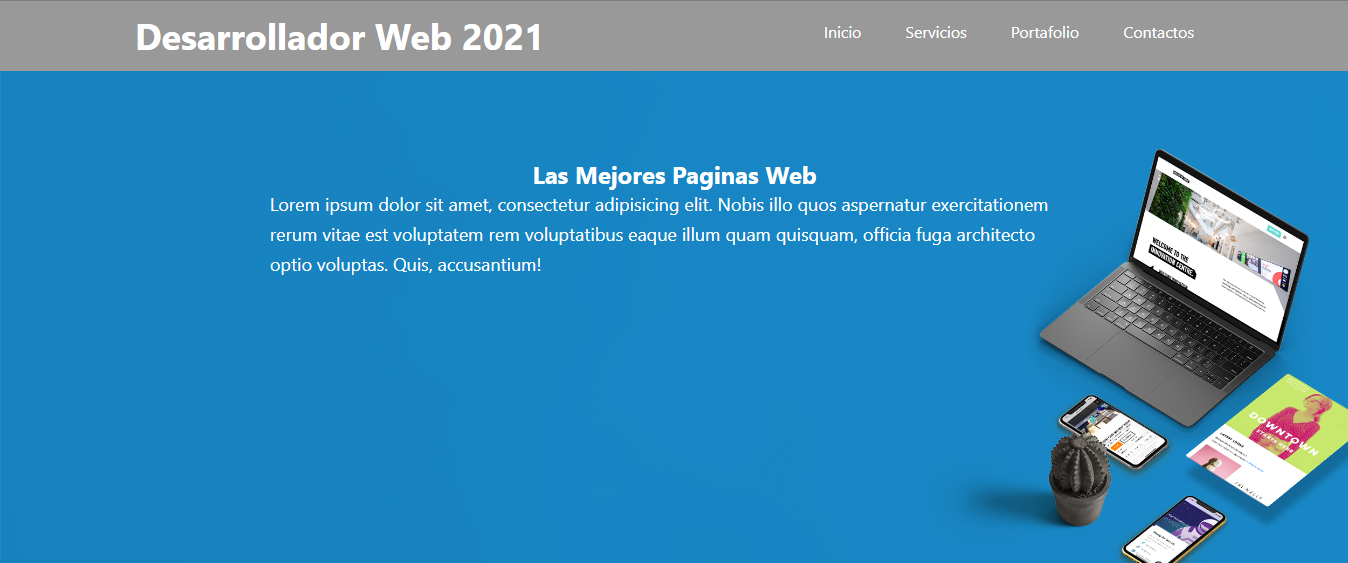 Desarrollador Web 2021
Inicio Servicios Portafolio Contactos
Las Mejores Paginas Web
Lorem ipsum dolor sit amet, consectetur adipisicing elit. Nobis illo quos aspernatur exercitationem
rerum vitae est voluptatem rem voluptatibus eaque illum quam quisquam, officia fuga architecto
optio voluptas. Quis, accusantium!
WELCOME TO THE
INNOVATION CENTRE
DOWNTOWN
STARTS HERE